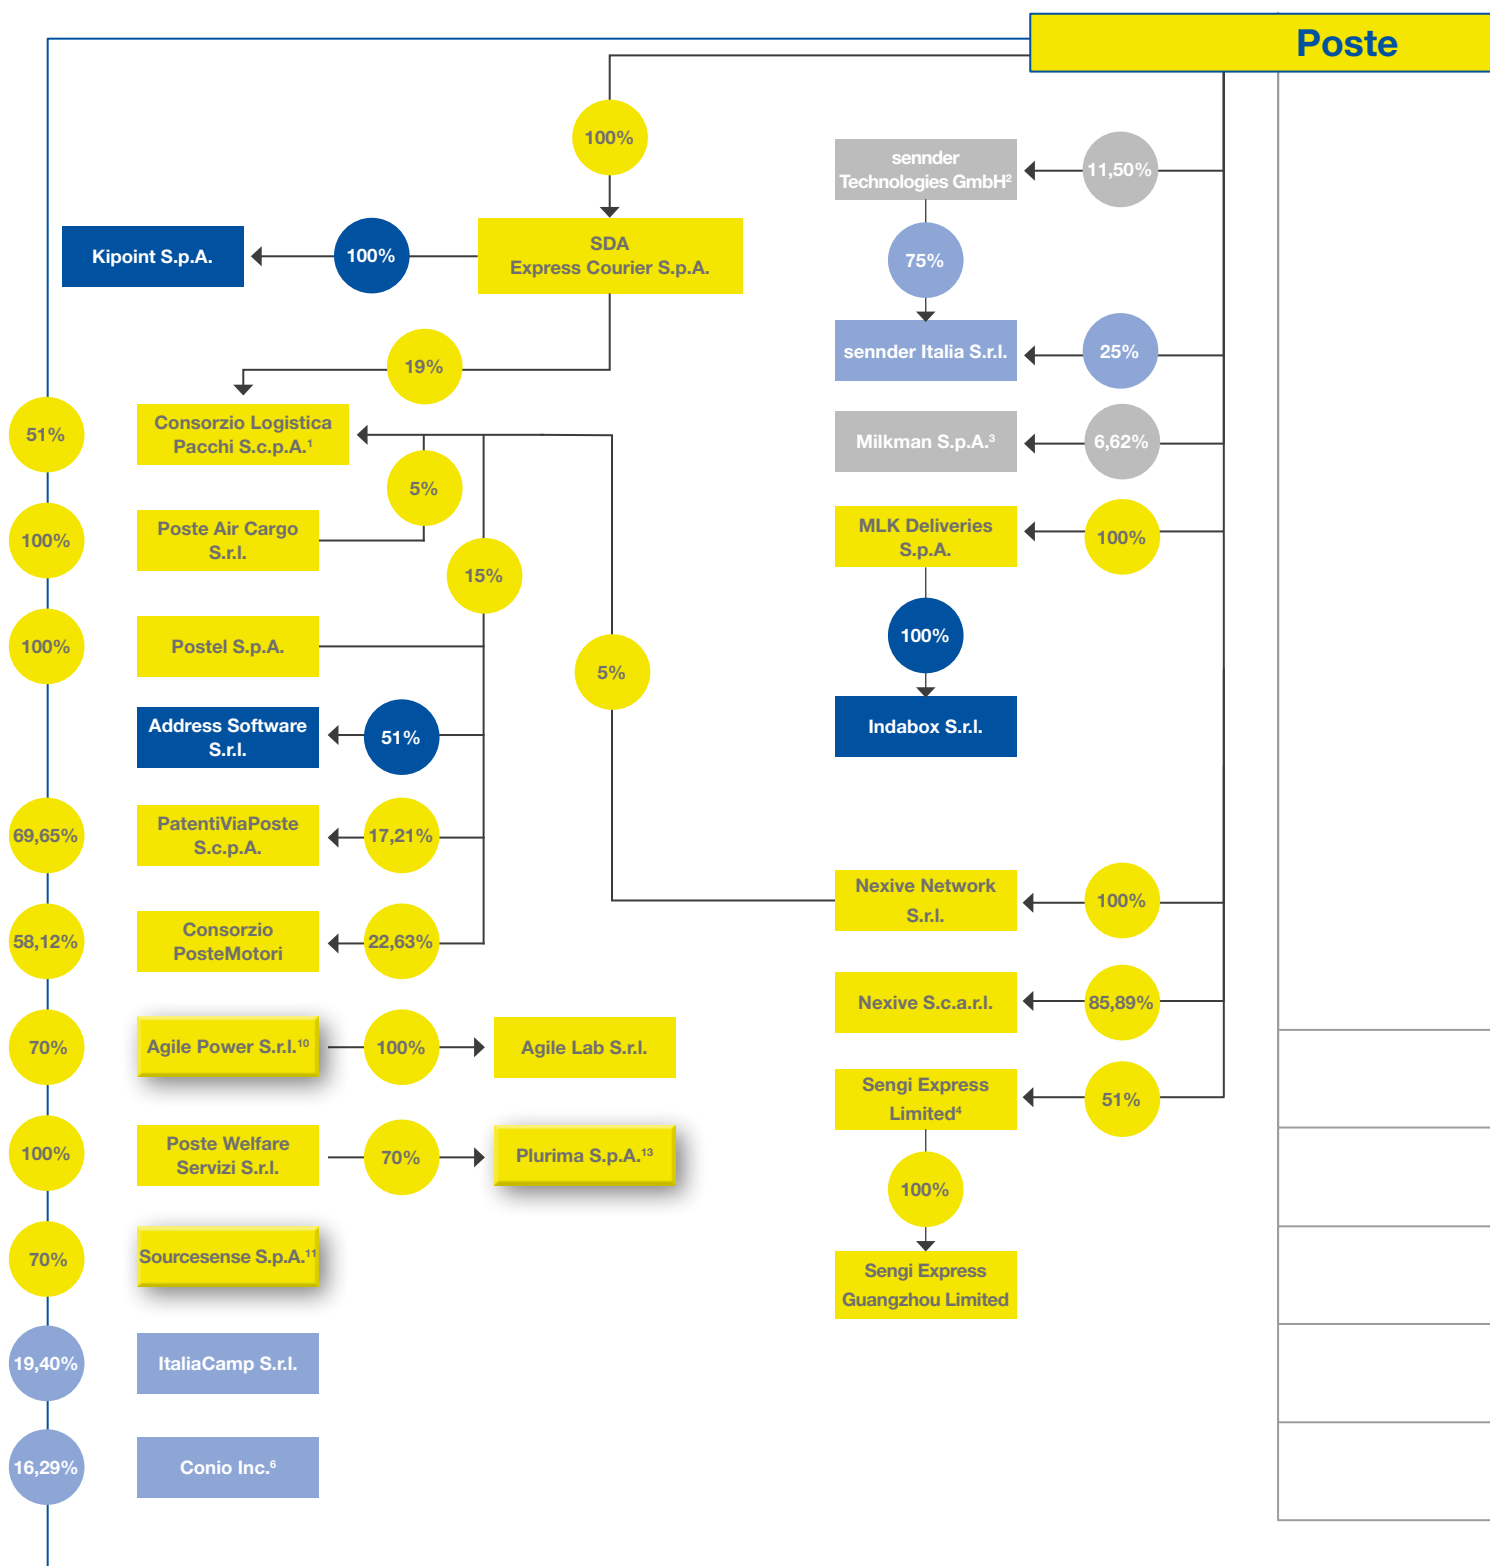 Poste
100%
sennder
Technologies GmbH²
11,50%
Kipoint S.p.A.
100%
SDA
Express Courier S.p.A.
75%
19%
sennder Italia S.r.l.
25%
51%
Consorzio Logistica
Pacchi S.c.p.A.¹
Milkman S.p.A.³
6,62%
5%
100%
Poste Air Cargo
S.r.l.
MLK Deliveries
S.p.A.
100%
15%
100%
Postel S.p.A.
5%
100%
Address Software
S.r.l.
51%
Indabox S.r.l.
69,65%
PatentiViaPoste
S.c.p.A.
17,21%
Nexive Network
S.r.l.
100%
58,12%
Consorzio
PosteMotori
22,63%
Nexive S.c.a.r.l.
85,89%
70%
Agile Power S.r.l.¹⁰
100%
Agile Lab S.r.l.
Sengi Express
Limited⁴
51%
100%
Poste Welfare
Servizi S.r.l.
70%
Plurima S.p.A.¹³
100%
70%
Sourcesense S.p.A.¹¹
Sengi Express
Guangzhou Limited
19,40%
ItaliaCamp S.r.l.
16,29%
Conio Inc.⁶